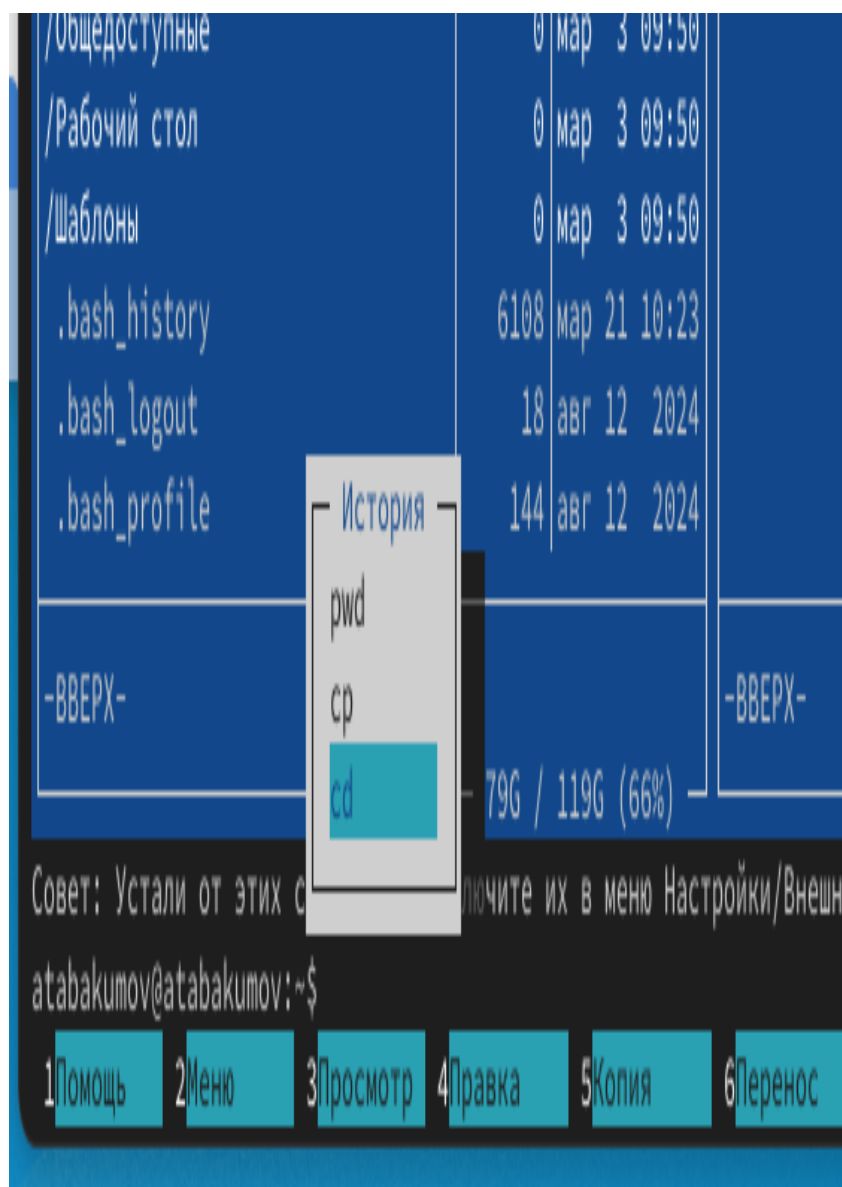 /Общедоступные 0 мар 3 09:50
/Рабочий стол 0 мар 3 09:50
/Шаблоны 0 мар 3 09:50
.bash_history 6108 мар 21 10:23
.bash_logout 18 авг 12 2024
.bash_profile 144 авг 12 2024
История
pwd
cp
cd
-ВВЕРХ-
-ВВЕРХ-
79G / 119G (66%)
Совет: Устали от этих с лючите их в меню Настройки/Внешн
atabakumov@atabakumov:~$
1Помощь 2Меню 3Просмотр 4Правка 5Копия 6Перенос